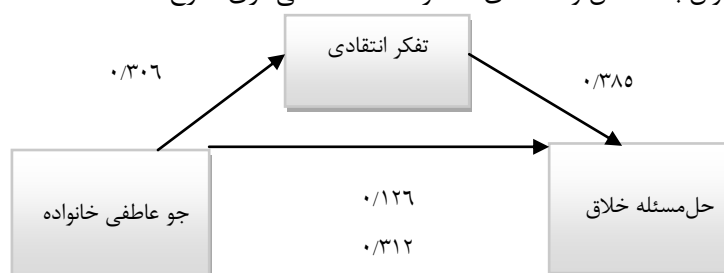 تفکر انتقادی
۰/۳۰۶
۰/۳۸۵
جو عاطفی خانواده
۰/۱۲۶
۰/۳۱۲
حل‌مسئله خلاق